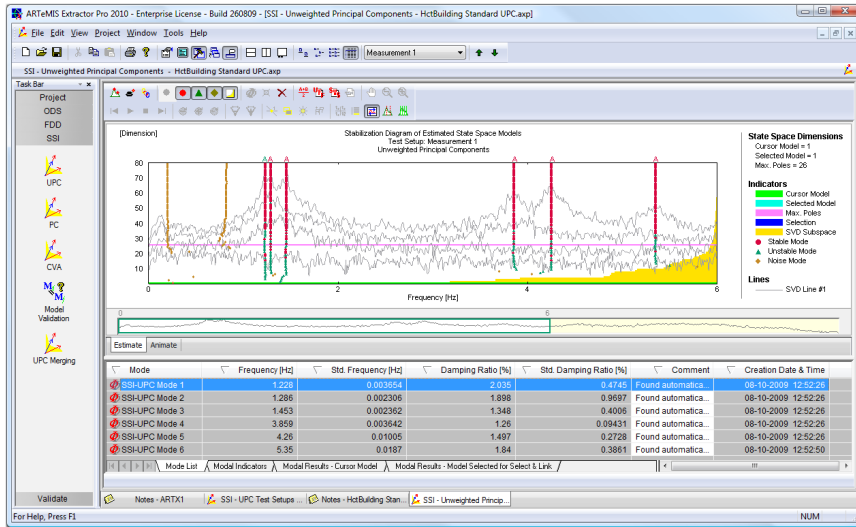 ARTeMIS Extractor Pro 2010 - Enterprise License - Build 260809 - [SSI - Unweighted Principal Components - HctBuilding Standard UPC.axp]
File Edit View Project Window Tools Help
Measurement 1
SSI - Unweighted Principal Components - HctBuilding Standard UPC.axp
Task Bar
Project
ODS
FDD
SSI
UPC
PC
CVA
Model Validation
UPC Merging
Validate
[Dimension]
Stabilization Diagram of Estimated State Space Models
Test Setup: Measurement 1
Unweighted Principal Components
80
70
60
50
40
30
20
10
0 2 4 6
Frequency [Hz]
State Space Dimensions
Cursor Model = 1
Selected Model = 1
Max. Poles = 26
Indicators
Cursor Model
Selected Model
Max. Poles
Selection
SVD Subspace
Stable Mode
Unstable Mode
Noise Mode
Lines
SVD Line #1
0 6
Estimate Animate
Mode Frequency [Hz] Std. Frequency [Hz] Damping Ratio [%] Std. Damping Ratio [%] Comment Creation Date & Time
SSI-UPC Mode 1 1.228 0.003654 2.035 0.4745 Found automatica... 08-10-2009 12:52:26
SSI-UPC Mode 2 1.286 0.002306 1.898 0.9697 Found automatica... 08-10-2009 12:52:26
SSI-UPC Mode 3 1.453 0.002362 1.348 0.4006 Found automatica... 08-10-2009 12:52:26
SSI-UPC Mode 4 3.859 0.003642 1.26 0.09431 Found automatica... 08-10-2009 12:52:26
SSI-UPC Mode 5 4.26 0.01005 1.497 0.2728 Found automatica... 08-10-2009 12:52:26
SSI-UPC Mode 6 5.35 0.0187 1.84 0.3861 Found automatica... 08-10-2009 12:52:50
Mode List Modal Indicators Modal Results - Cursor Model Modal Results - Model Selected for Select & Link
Notes - ARTX1 SSI - UPC Test Setups ... Notes - HctBuilding Stan... SSI - Unweighted Princip...
For Help, Press F1
NUM